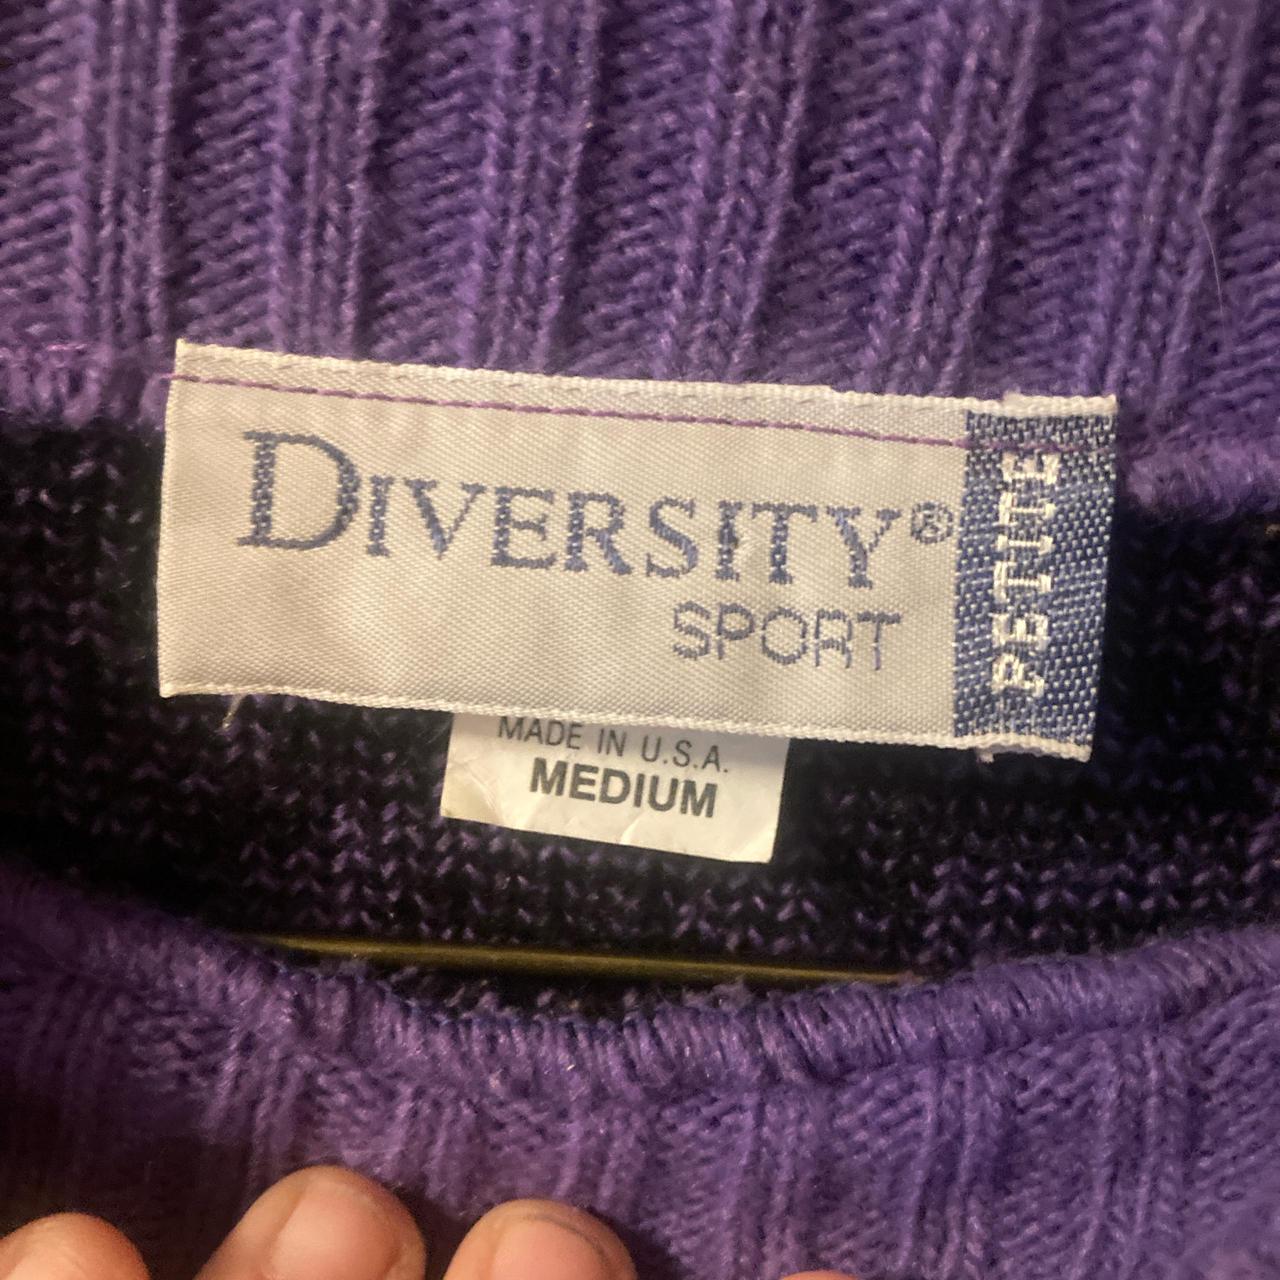 DIVERSITY®
SPORT
PETITE
MADE IN U.S.A.
MEDIUM